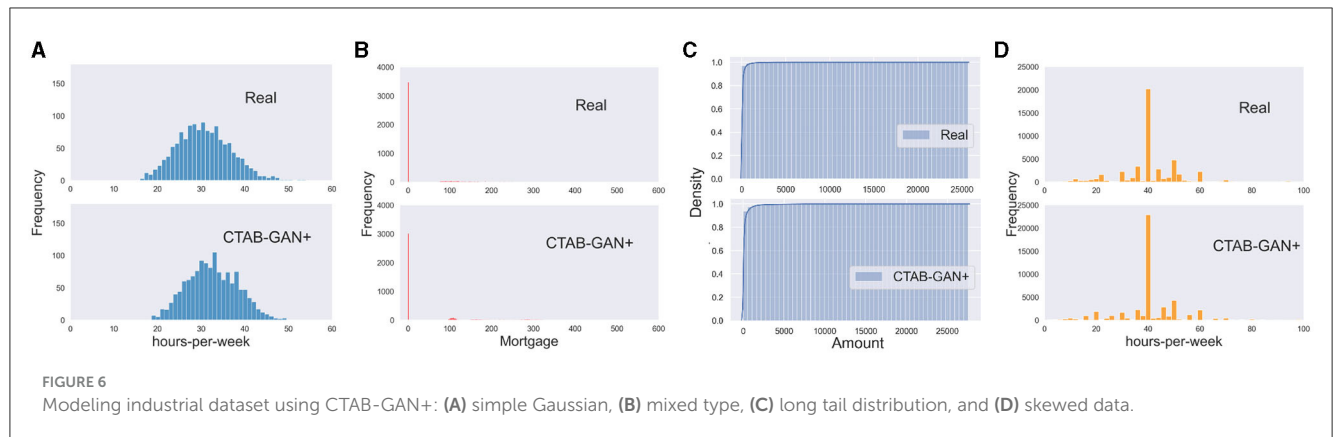 A
B
C
D
150
100
50
0
Real
0 10 20 30 40 50 60
150
100
50
0
CTAB-GAN+
0 10 20 30 40 50 60
Frequency
hours-per-week
4000
3000
2000
1000
0
Real
0 100 200 300 400 500 600
4000
3000
2000
1000
0
CTAB-GAN+
0 100 200 300 400 500 600
Frequency
Mortgage
1.0
0.8
0.6
0.4
0.2
0.0
Real
0 5000 10000 15000 20000 25000
1.0
0.8
0.6
0.4
0.2
0.0
CTAB-GAN+
0 5000 10000 15000 20000 25000
Density
Amount
25000
20000
15000
10000
5000
0
Real
0 20 40 60 80 100
25000
20000
15000
10000
5000
0
CTAB-GAN+
0 20 40 60 80 100
Frequency
hours-per-week
FIGURE 6
Modeling industrial dataset using CTAB-GAN+: (A) simple Gaussian, (B) mixed type, (C) long tail distribution, and (D) skewed data.